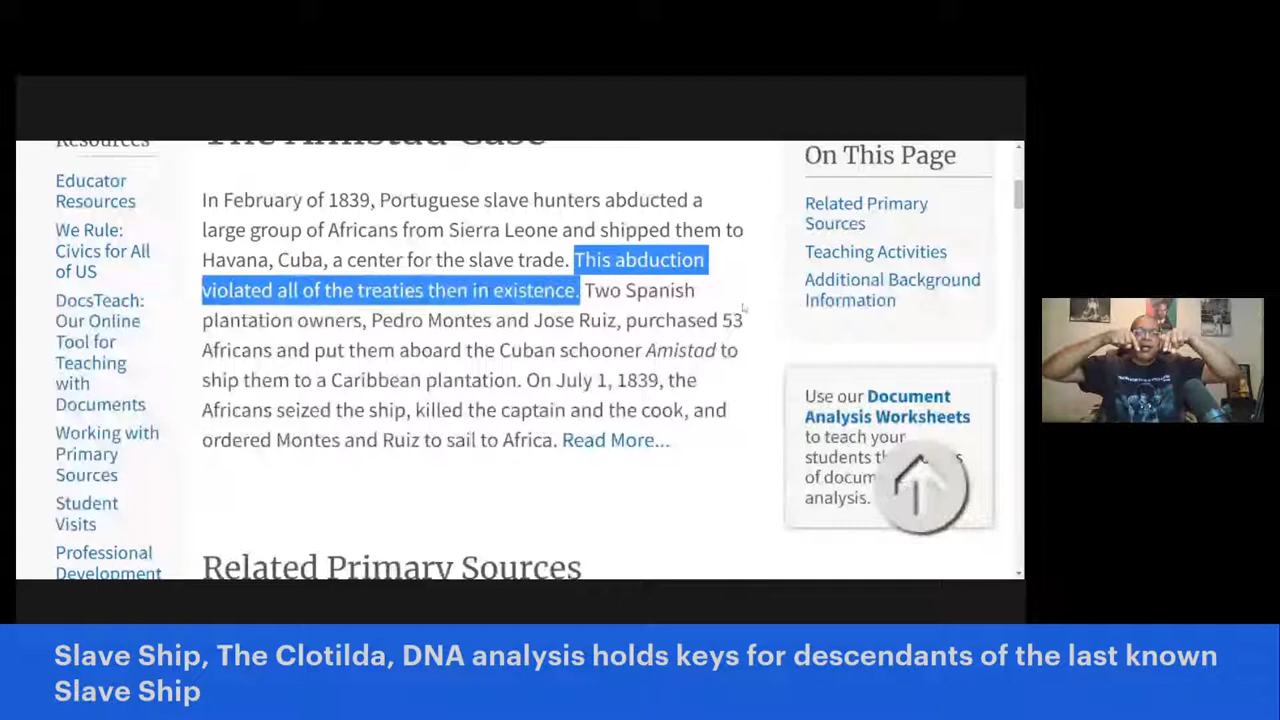 Resources
Educator
Resources
We Rule:
Civics for All
of US
DocsTeach:
Our Online
Tool for
Teaching
with
Documents
Working with
Primary
Sources
Student
Visits
Professional
Development
The Amistad Case
In February of 1839, Portuguese slave hunters abducted a
large group of Africans from Sierra Leone and shipped them to
Havana, Cuba, a center for the slave trade. This abduction
violated all of the treaties then in existence. Two Spanish
plantation owners, Pedro Montes and Jose Ruiz, purchased 53
Africans and put them aboard the Cuban schooner Amistad to
ship them to a Caribbean plantation. On July 1, 1839, the
Africans seized the ship, killed the captain and the cook, and
ordered Montes and Ruiz to sail to Africa. Read More...
Related Primary Sources
On This Page
Related Primary
Sources
Teaching Activities
Additional Background
Information
Use our Document
Analysis Worksheets
to teach your
students
of
analysis.
Slave Ship, The Clotilda, DNA analysis holds keys for descendants of the last known
Slave Ship